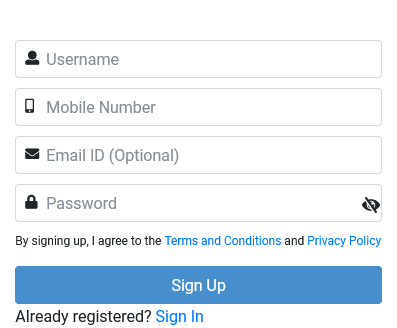 Username
Mobile Number
Email ID (Optional)
Password
By signing up, I agree to the Terms and Conditions and Privacy Policy
Sign Up
Already registered? Sign In